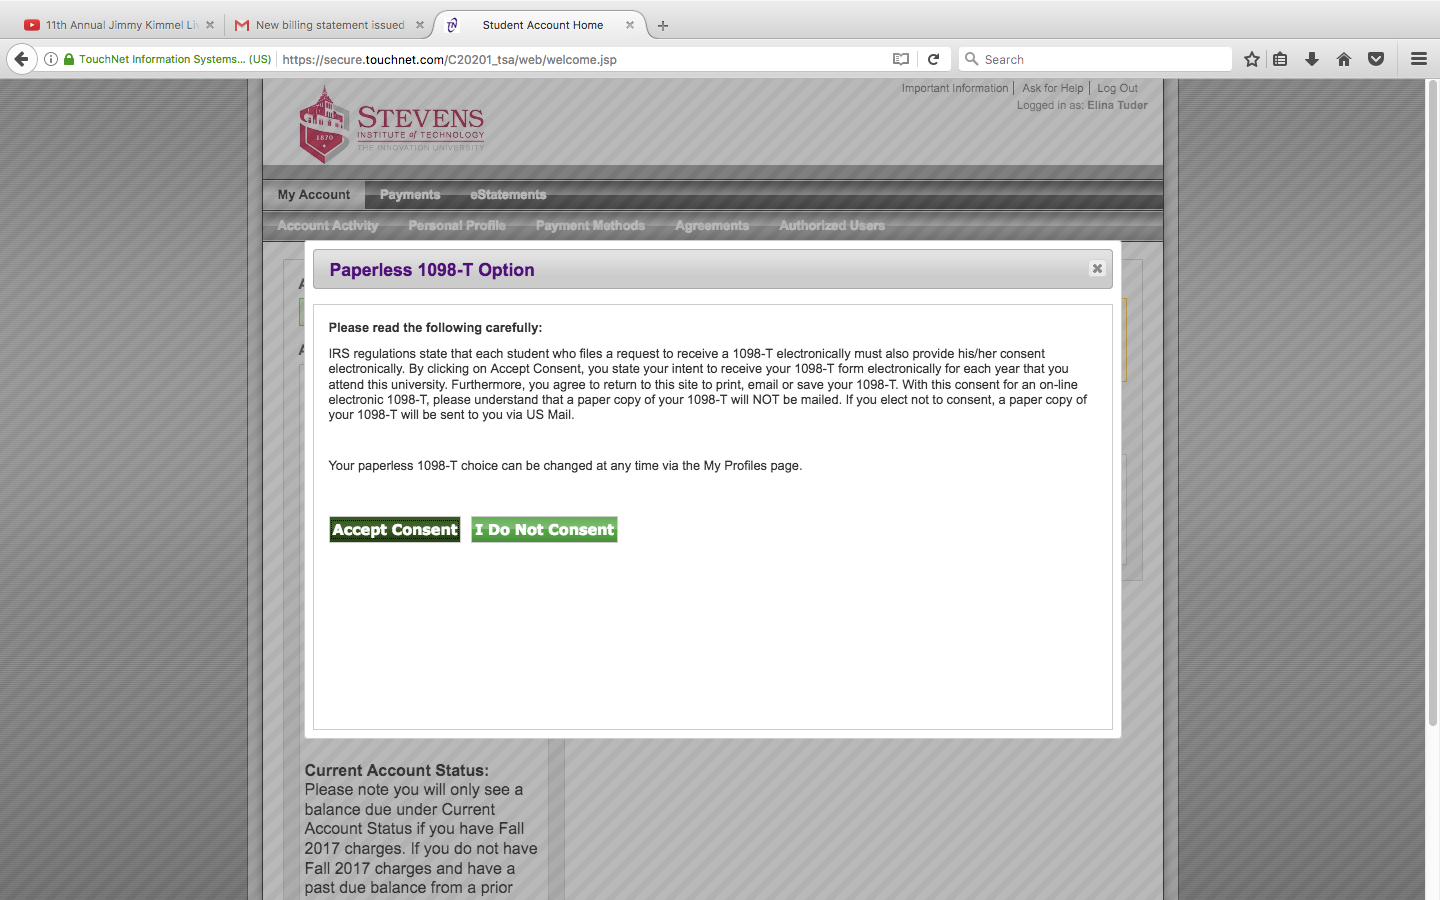 11th Annual Jimmy Kimmel Li
New billing statement issued
Student Account Home
TouchNet Information Systems... (US)
https://secure.touchnet.com/C20201_tsa/web/welcome.jsp
Search
Important Information
Ask for Help
Log Out
Logged in as: Elina Tuder
1870
STEVENS
INSTITUTE of TECHNOLOGY
THE INNOVATION UNIVERSITY
My Account
Payments
eStatements
Account Activity
Personal Profile
Payment Methods
Agreements
Authorized Users
Paperless 1098-T Option
Please read the following carefully:
IRS regulations state that each student who files a request to receive a 1098-T electronically must also provide his/her consent
electronically. By clicking on Accept Consent, you state your intent to receive your 1098-T form electronically for each year that you
attend this university. Furthermore, you agree to return to this site to print, email or save your 1098-T. With this consent for an on-line
electronic 1098-T, please understand that a paper copy of your 1098-T will NOT be mailed. If you elect not to consent, a paper copy of
your 1098-T will be sent to you via US Mail.
Your paperless 1098-T choice can be changed at any time via the My Profiles page.
Accept Consent
I Do Not Consent
Current Account Status:
Please note you will only see a
balance due under Current
Account Status if you have Fall
2017 charges. If you do not have
Fall 2017 charges and have a
past due balance from a prior